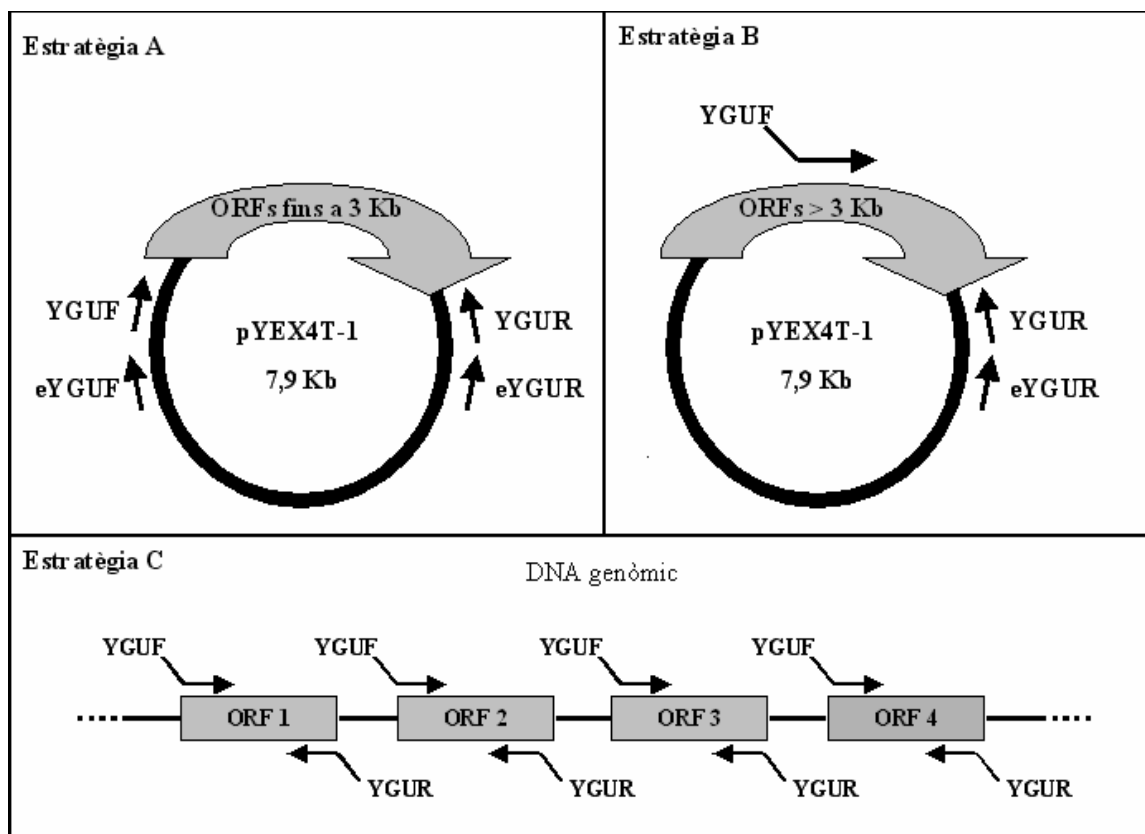 Estratègia A
ORFs fins a 3 Kb
YGUF
YGUR
pYEX4T-1
7,9 Kb
eYGUF
eYGUR
Estratègia B
YGUF
ORFs > 3 Kb
YGUR
pYEX4T-1
7,9 Kb
eYGUR
Estratègia C
DNA genòmic
YGUF YGUF YGUF YGUF
ORF 1 ORF 2 ORF 3 ORF 4
YGUR YGUR YGUR YGUR